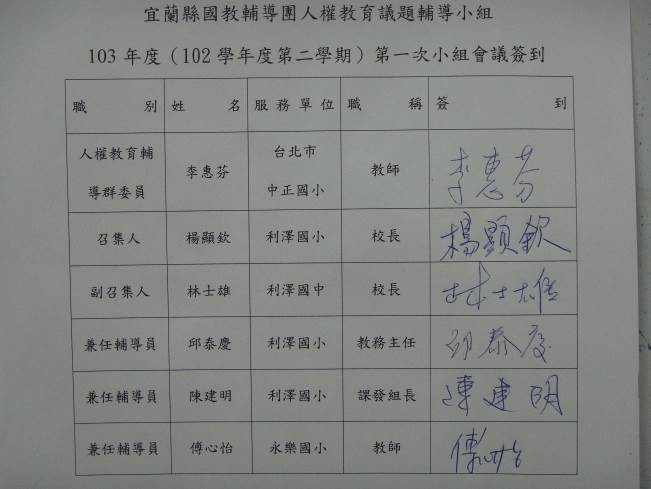 宜蘭縣國教輔導團人權教育議題輔導小組
103 年度（102 學年度第二學期）第一次小組會議簽到
職別 姓名 服務單位 職稱 簽到
人權教育輔導群委員 李惠芬 台北市中正國小 教師 李惠芬
召集人 楊顯欽 利澤國小 校長 楊顯欽
副召集人 林士雄 利澤國中 校長 林士雄
兼任輔導員 邱泰慶 利澤國小 教務主任 邱泰慶
兼任輔導員 陳建明 利澤國小 課發組長 陳建明
兼任輔導員 傅心怡 永樂國小 教師 傅心怡